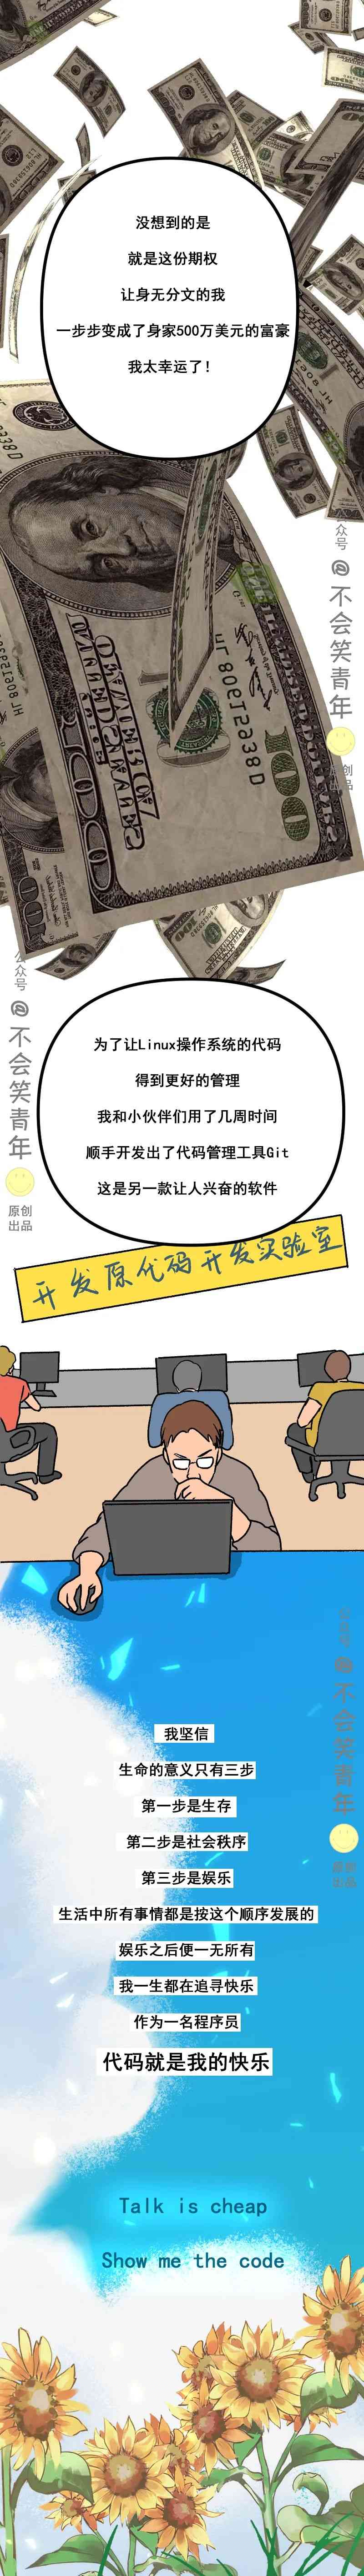 没想到的是
就是这份期权
让身无分文的我
一步步变成了身家500万美元的富豪
我太幸运了！
公众号
@不会笑青年
原创
出品
HL 80671593 D
100
为了让Linux操作系统的代码
得到更好的管理
我和小伙伴们用了几周时间
顺手开发出了代码管理工具Git
这是另一款让人兴奋的软件
公众号
@不会笑青年
原创
出品
开发原代码开发实验室
我坚信
生命的意义只有三步
第一步是生存
第二步是社会秩序
第三步是娱乐
生活中所有事情都是按这个顺序发展的
娱乐之后便一无所有
我一生都在追寻快乐
作为一名程序员
代码就是我的快乐
公众号
@不会笑青年
原创
出品
Talk is cheap
Show me the code